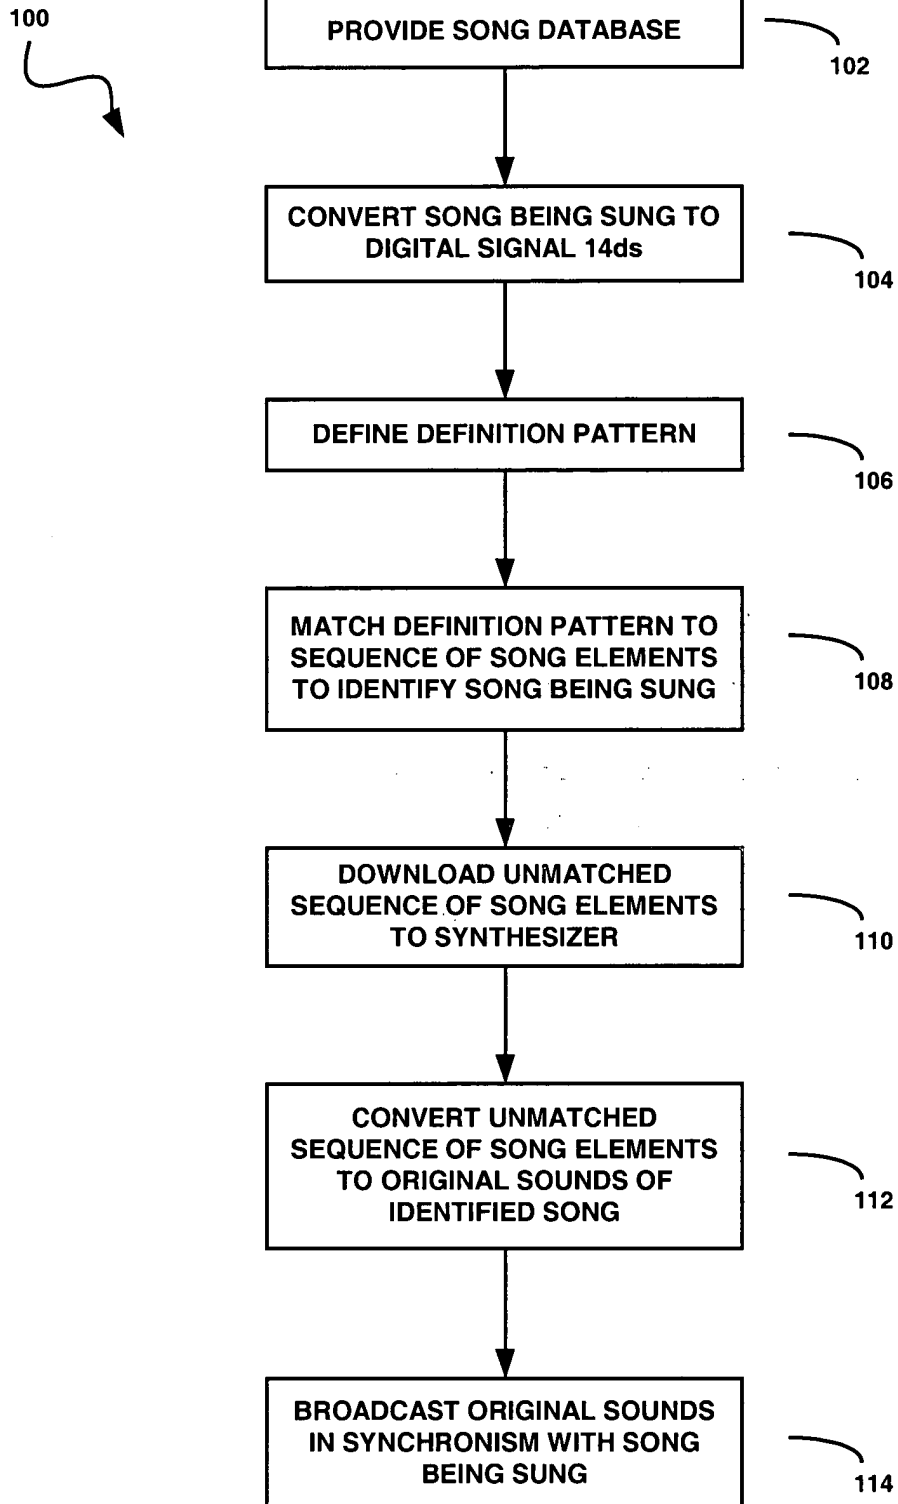 100
PROVIDE SONG DATABASE
102
CONVERT SONG BEING SUNG TO
DIGITAL SIGNAL 14ds
104
DEFINE DEFINITION PATTERN
106
MATCH DEFINITION PATTERN TO
SEQUENCE OF SONG ELEMENTS
TO IDENTIFY SONG BEING SUNG
108
DOWNLOAD UNMATCHED
SEQUENCE OF SONG ELEMENTS
TO SYNTHESIZER
110
CONVERT UNMATCHED
SEQUENCE OF SONG ELEMENTS
TO ORIGINAL SOUNDS OF
IDENTIFIED SONG
112
BROADCAST ORIGINAL SOUNDS
IN SYNCHRONISM WITH SONG
BEING SUNG
114